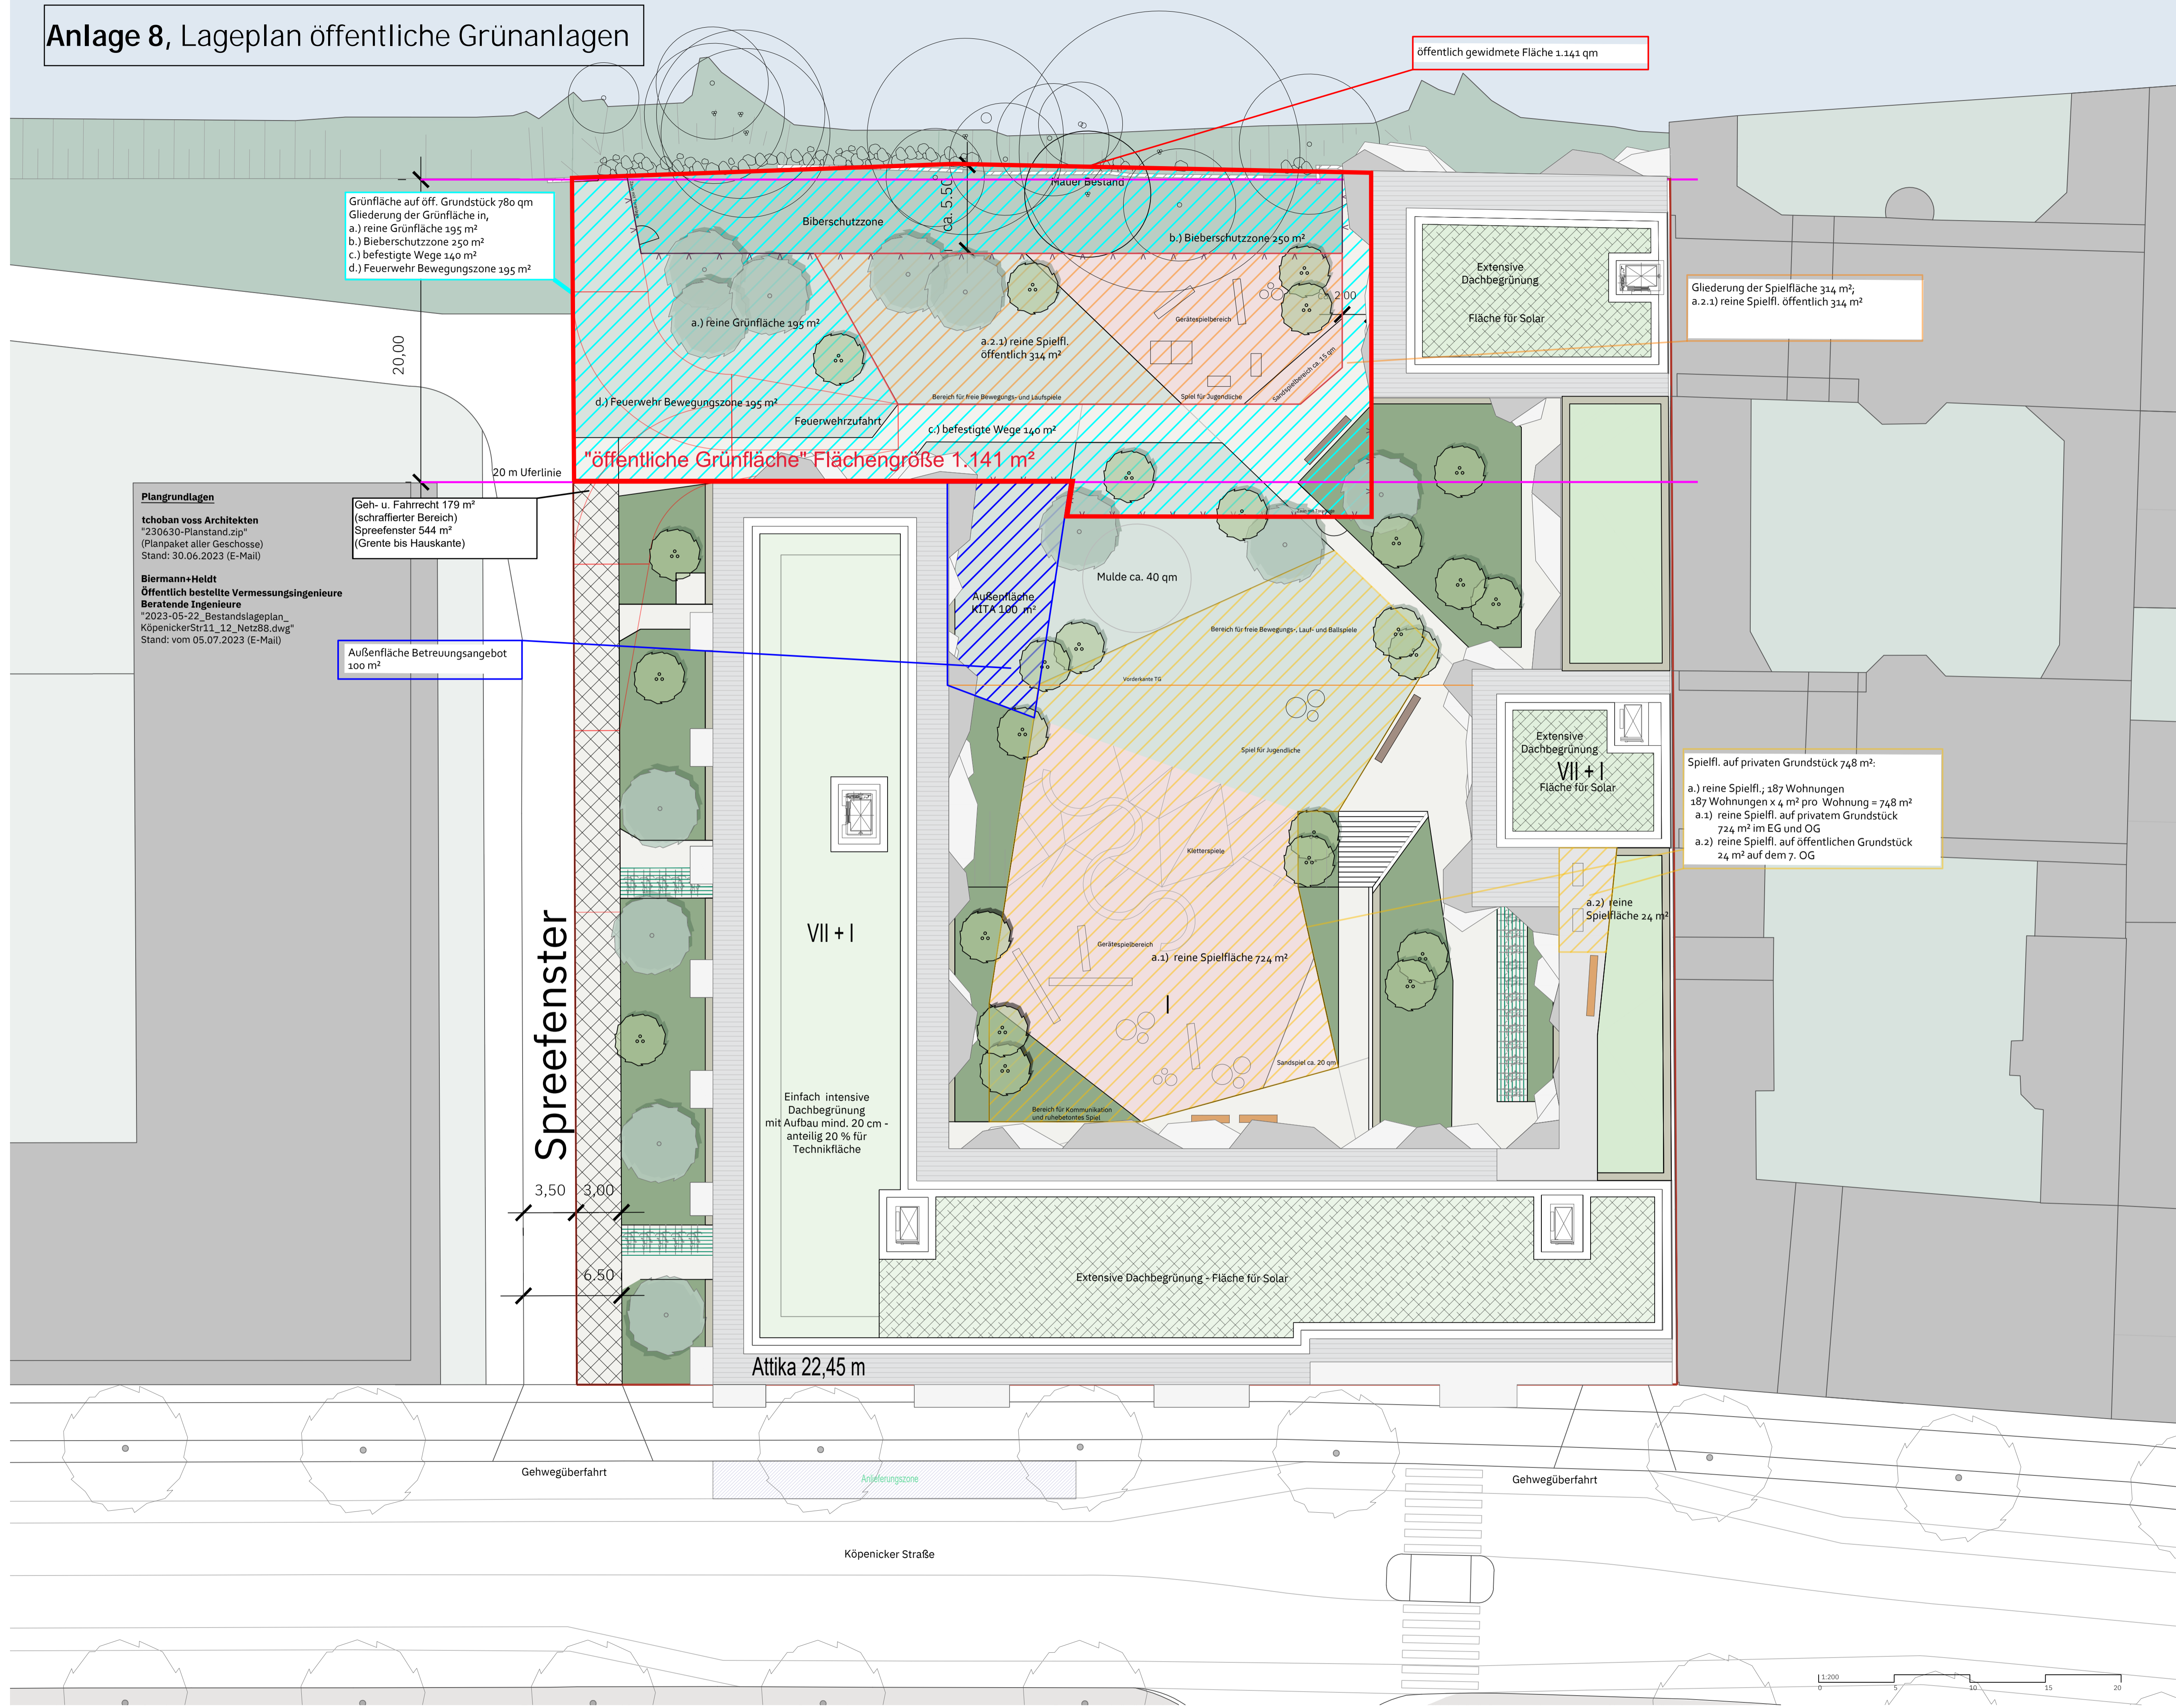 Anlage 8, Lageplan öffentliche Grünanlagen
öffentlich gewidmete Fläche 1.141 qm
Grünfläche auf öff. Grundstück 780 qm
Gliederung der Grünfläche in,
a.) reine Grünfläche 195 m²
b.) Bieberschutzzone 250 m²
c.) befestigte Wege 140 m²
d.) Feuerwehr Bewegungszone 195 m²
Mauer Bestand
ca. 5.50
Biberschutzzone
b.) Bieberschutzzone 250 m²
Extensive
Dachbegrünung
Fläche für Solar
Gliederung der Spielfläche 314 m²;
a.2.1) reine Spielfl. öffentlich 314 m²
2.00
Gerätespielbereich
a.) reine Grünfläche 195 m²
a.2.1) reine Spielfl.
öffentlich 314 m²
20,00
Sandspielbereich ca. 15 qm
Bereich für freie Bewegungs- und Laufspiele
Spiel für Jugendliche
d.) Feuerwehr Bewegungszone 195 m²
Feuerwehrzufahrt
c.) befestigte Wege 140 m²
"öffentliche Grünfläche" Flächengröße 1.141 m²
20 m Uferlinie
Plangrundlagen
tchoban voss Architekten
"230630-Planstand.zip"
(Planpaket aller Geschosse)
Stand: 30.06.2023 (E-Mail)
Biermann+Heldt
Öffentlich bestellte Vermessungsingenieure
Beratende Ingenieure
"2023-05-22_Bestandslageplan_
KöpenickerStr11_12_Netz88.dwg"
Stand: vom 05.07.2023 (E-Mail)
Geh- u. Fahrrecht 179 m²
(schraffierter Bereich)
Spreefenster 544 m²
(Grente bis Hauskante)
Mulde ca. 40 qm
Außenfläche
KITA 100 m²
Bereich für freie Bewegungs-, Lauf- und Ballspiele
Außenfläche Betreuungsangebot
100 m²
Vorderkante TG
Spiel für Jugendliche
Extensive
Dachbegrünung
VII + I
Fläche für Solar
Spielfl. auf privaten Grundstück 748 m²:
a.) reine Spielfl.; 187 Wohnungen
187 Wohnungen x 4 m² pro Wohnung = 748 m²
a.1) reine Spielfl. auf privatem Grundstück
724 m² im EG und OG
a.2) reine Spielfl. auf öffentlichen Grundstück
24 m² auf dem 7. OG
Kletterspiele
a.2) reine
Spielfläche 24 m²
VII + I
Gerätespielbereich
a.1) reine Spielfläche 724 m²
I
Spreefenster
Sandspiel ca. 20 qm
Einfach intensive
Dachbegrünung
mit Aufbau mind. 20 cm -
anteilig 20 % für
Technikfläche
Bereich für Kommunikation
und ruhebetontes Spiel
3,50
3,00
6.50
Extensive Dachbegrünung - Fläche für Solar
Attika 22,45 m
Gehwegüberfahrt
Anlieferungszone
Gehwegüberfahrt
Köpenicker Straße
1:200
0 5 10 15 20